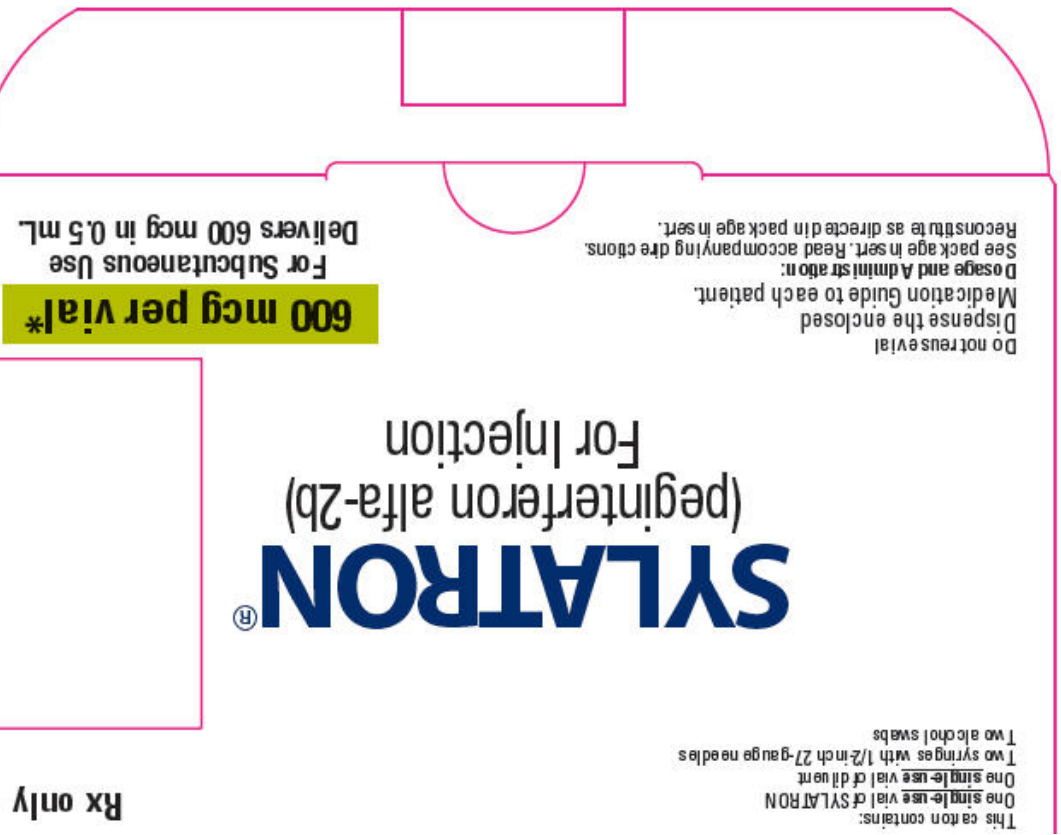 This carton contains:
One single-use vial of SYLATRON
One single-use vial of diluent
Two syringes with 1/2-inch 27-gauge needles
Two alcohol swabs
Rx only
SYLATRON®
(peginterferon alfa-2b)
For Injection
Do not reuse vial
Dispense the enclosed
Medication Guide to each patient.
Dosage and Administration:
See package insert. Read accompanying directions.
Reconstitute as directed in package insert.
600 mcg per vial*
For Subcutaneous Use
Delivers 600 mcg in 0.5 mL